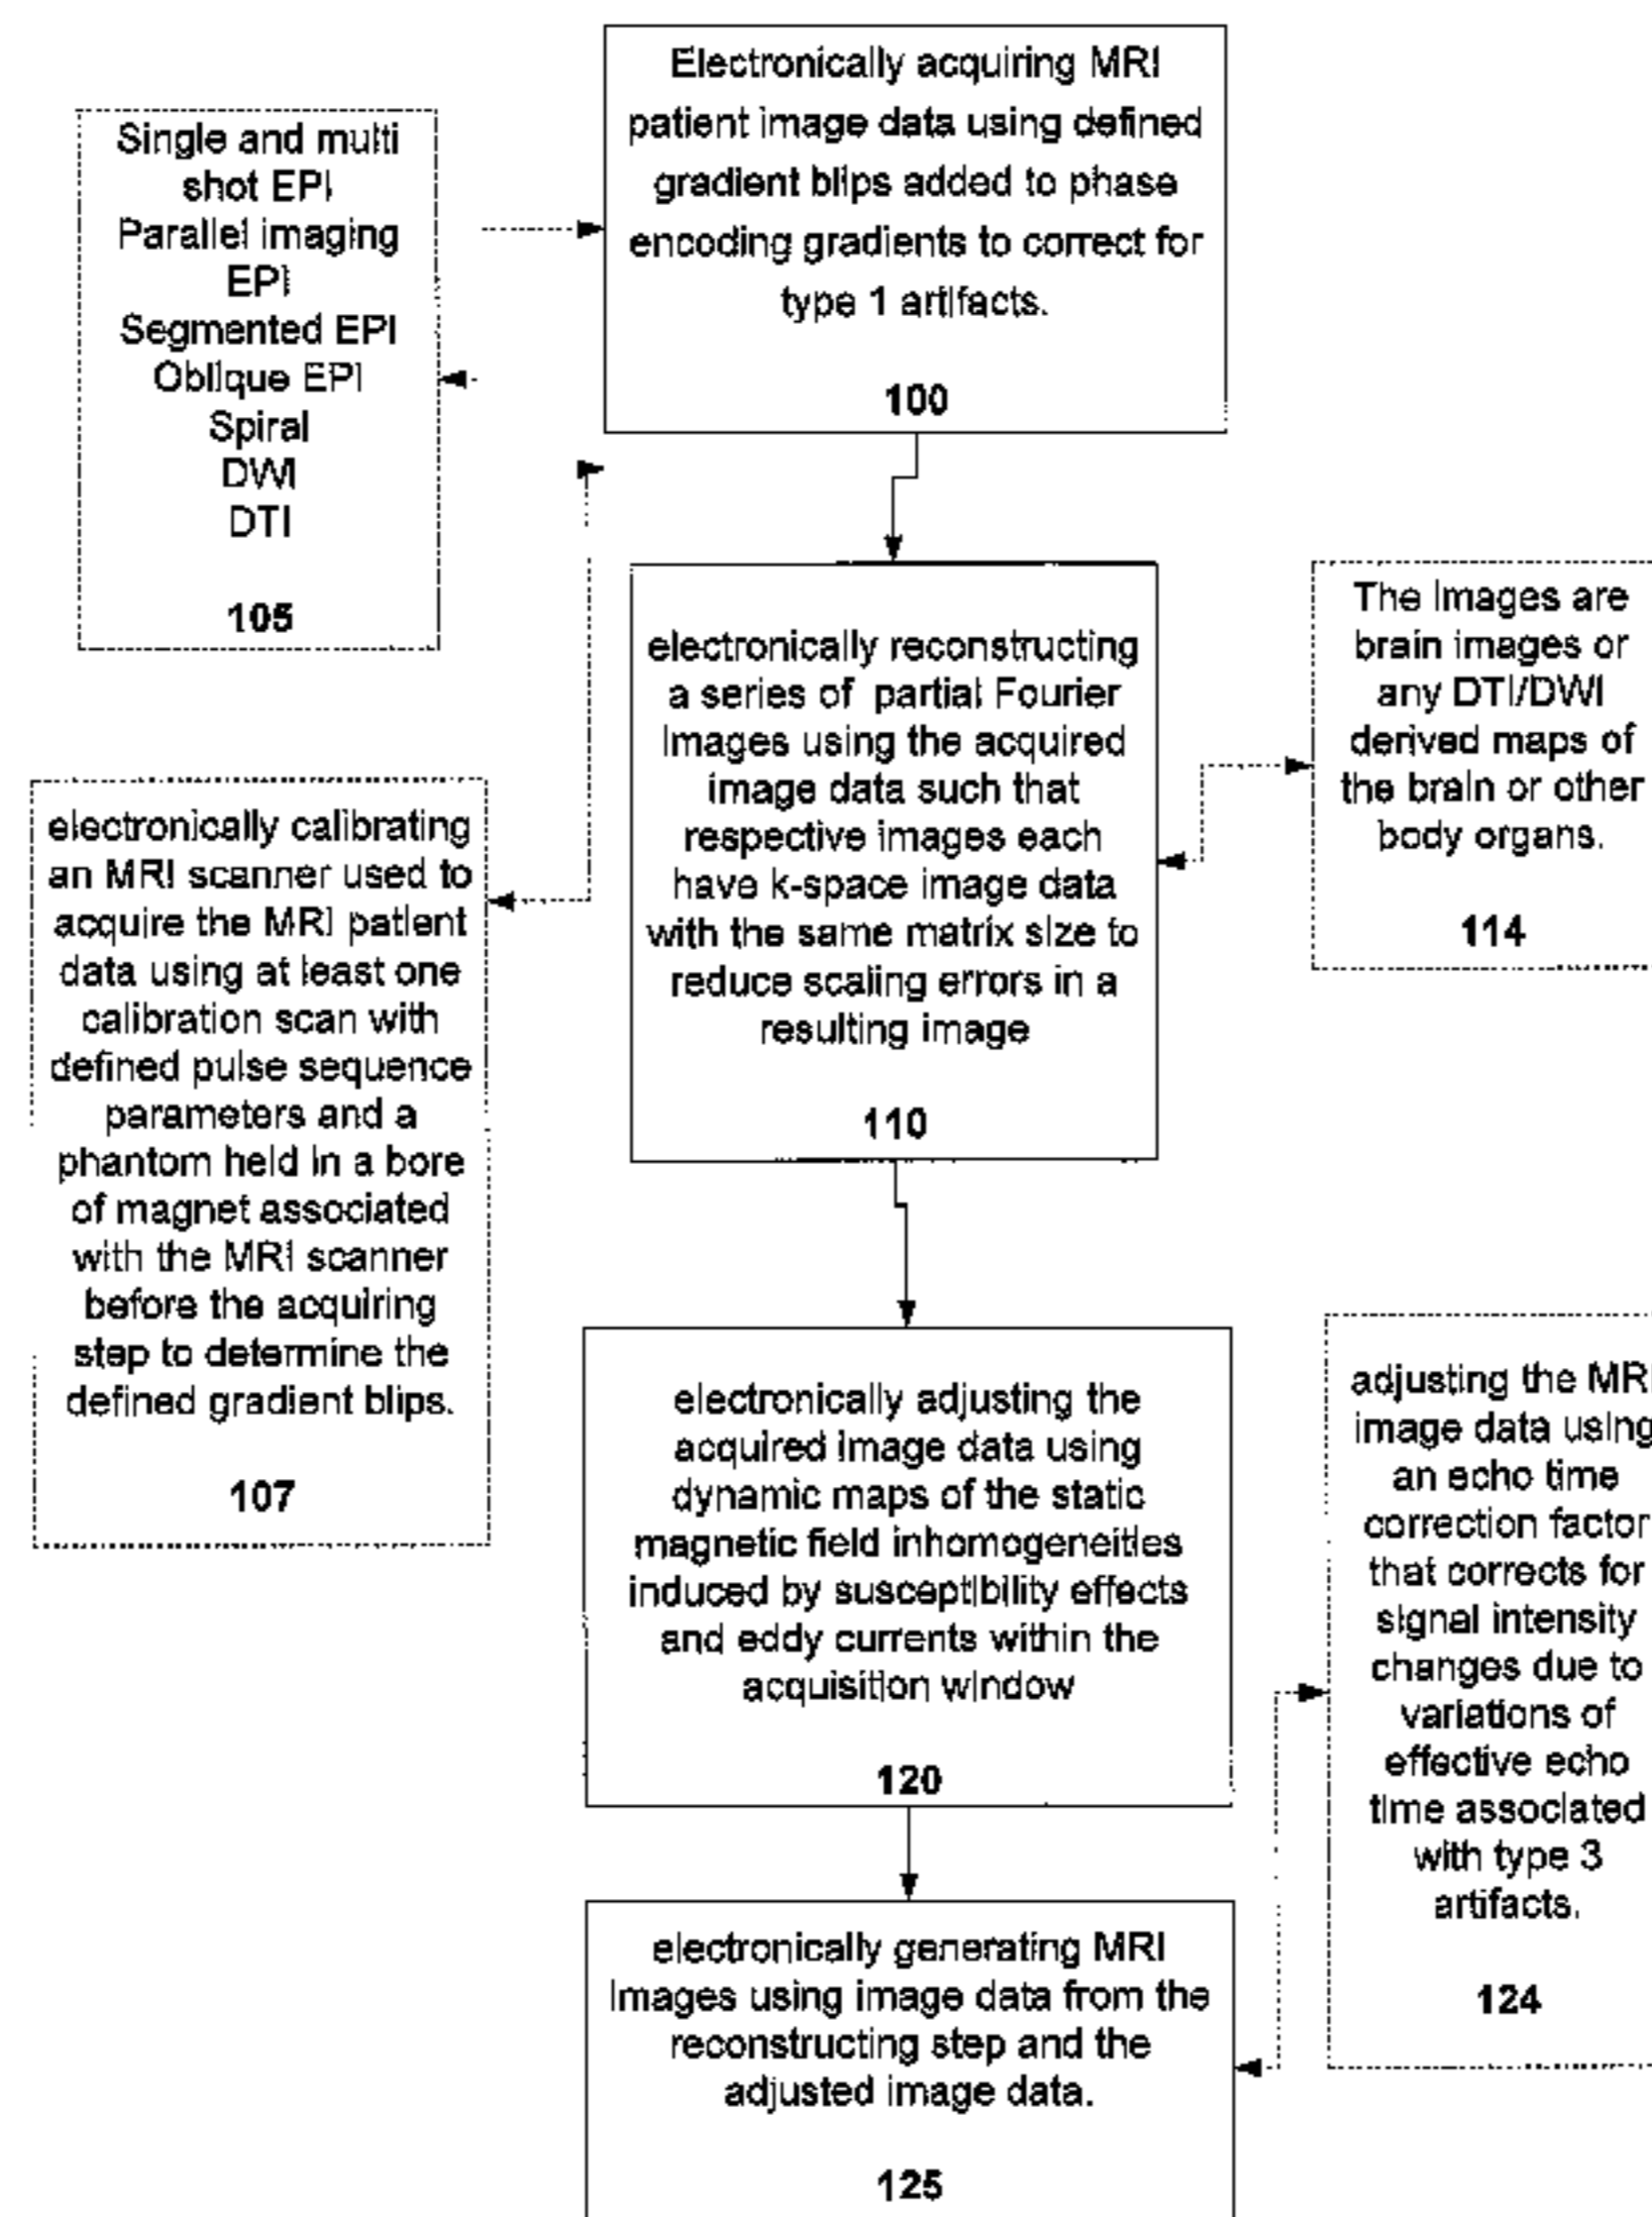 Electronically acquiring MRI
patient image data using defined
gradient blips added to phase
encoding gradients to correct for
type 1 artifacts.
100
Single and multi
shot EPI
Parallel imaging
EPI
Segmented EPI
Oblique EPI
Spiral
DWI
DTI
105
electronically reconstructing
a series of partial Fourier
Images using the acquired
image data such that
respective images each
have k-space image data
with the same matrix size to
reduce scaling errors in a
resulting image
110
The Images are
brain images or
any DTI/DWI
derived maps of
the brain or other
body organs.
114
electronically calibrating
an MRI scanner used to
acquire the MRI patient
data using at least one
calibration scan with
defined pulse sequence
parameters and a
phantom held in a bore
of magnet associated
with the MRI scanner
before the acquiring
step to determine the
defined gradient blips.
107
electronically adjusting the
acquired image data using
dynamic maps of the static
magnetic field inhomogeneities
induced by susceptibility effects
and eddy currents within the
acquisition window
120
adjusting the MRI
image data using
an echo time
correction factor
that corrects for
signal intensity
changes due to
variations of
effective echo
time associated
with type 3
artifacts.
124
electronically generating MRI
Images using image data from the
reconstructing step and the
adjusted image data.
125